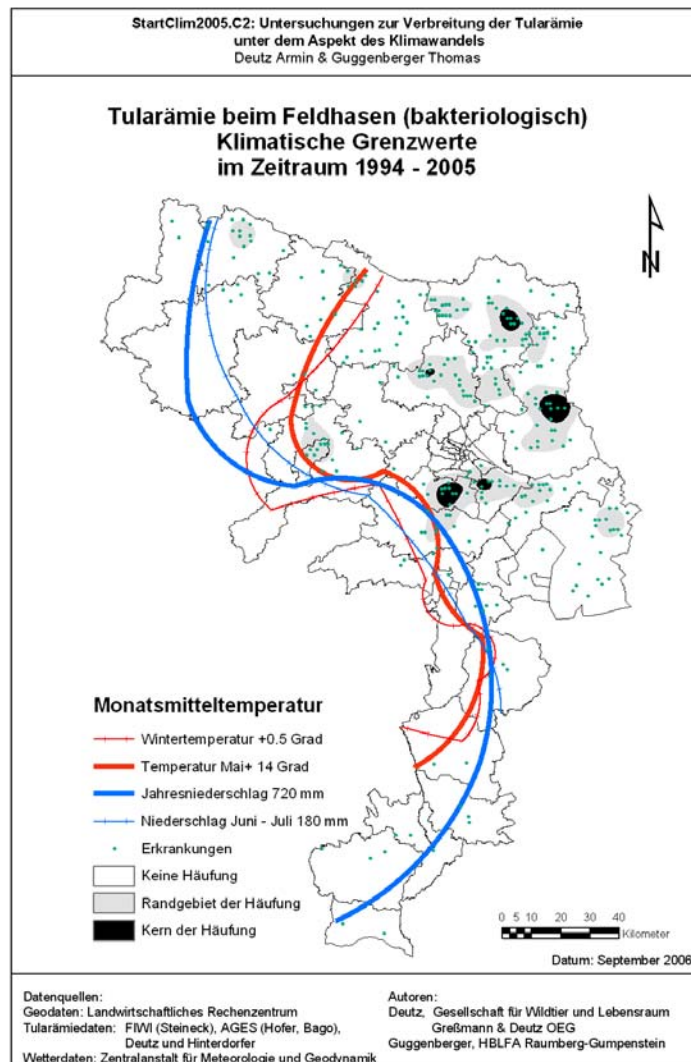 StartClim2005.C2: Untersuchungen zur Verbreitung der Tularämie
unter dem Aspekt des Klimawandels
Deutz Armin & Guggenberger Thomas
Tularämie beim Feldhasen (bakteriologisch)
Klimatische Grenzwerte
im Zeitraum 1994 - 2005
N
Monatsmitteltemperatur
Wintertemperatur +0.5 Grad
Temperatur Mai+ 14 Grad
Jahresniederschlag 720 mm
Niederschlag Juni - Juli 180 mm
Erkrankungen
Keine Häufung
Randgebiet der Häufung
Kern der Häufung
0 5 10 20 30 40
Kilometer
Datum: September 2006
Datenquellen:
Geodaten: Landwirtschaftliches Rechenzentrum
Tularämiedaten: FIWI (Steineck), AGES (Hofer, Bago),
Deutz und Hinterdorfer
Wetterdaten: Zentralanstalt für Meteorologie und Geodynamik
Autoren:
Deutz, Gesellschaft für Wildtier und Lebensraum
Greßmann & Deutz OEG
Guggenberger, HBLFA Raumberg-Gumpenstein